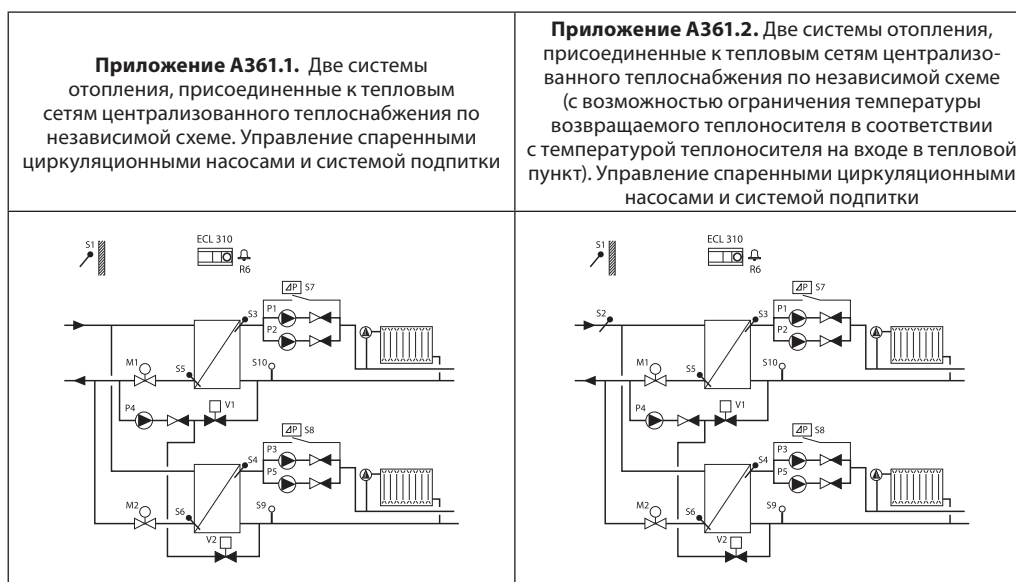 Приложение A361.1. Две системы
отопления, присоединенные к тепловым
сетям централизованного теплоснабжения по
независимой схеме. Управление спаренными
циркуляционными насосами и системой подпитки
Приложение A361.2. Две системы отопления,
присоединенные к тепловым сетям централизо-
ванного теплоснабжения по независимой схеме
(с возможностью ограничения температуры
возвращаемого теплоносителя в соответствии
с температурой теплоносителя на входе в тепловой
пункт). Управление спаренными циркуляционными
насосами и системой подпитки
S1
ECL 310
R6
ΔP S7
S3
P1
P2
M1
S5
S10
P4
V1
ΔP S8
S4
P3
P5
M2
S6
S9
V2
S1
ECL 310
R6
ΔP S7
S2
S3
P1
P2
M1
S5
S10
P4
V1
ΔP S8
S4
P3
P5
M2
S6
S9
V2